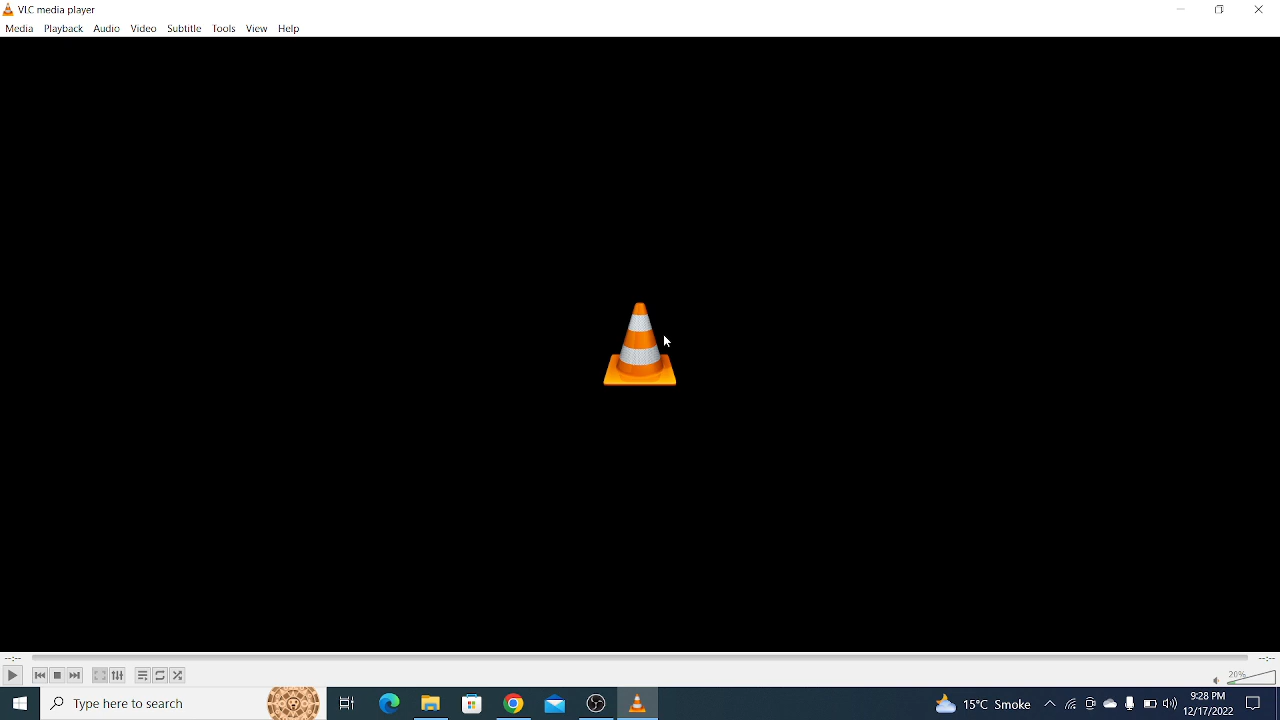 VLC media player
Media Playback Audio Video Subtitle Tools View Help
--:-- --:--
20%
Type here to search
15°C Smoke
9:28 PM
12/17/2022